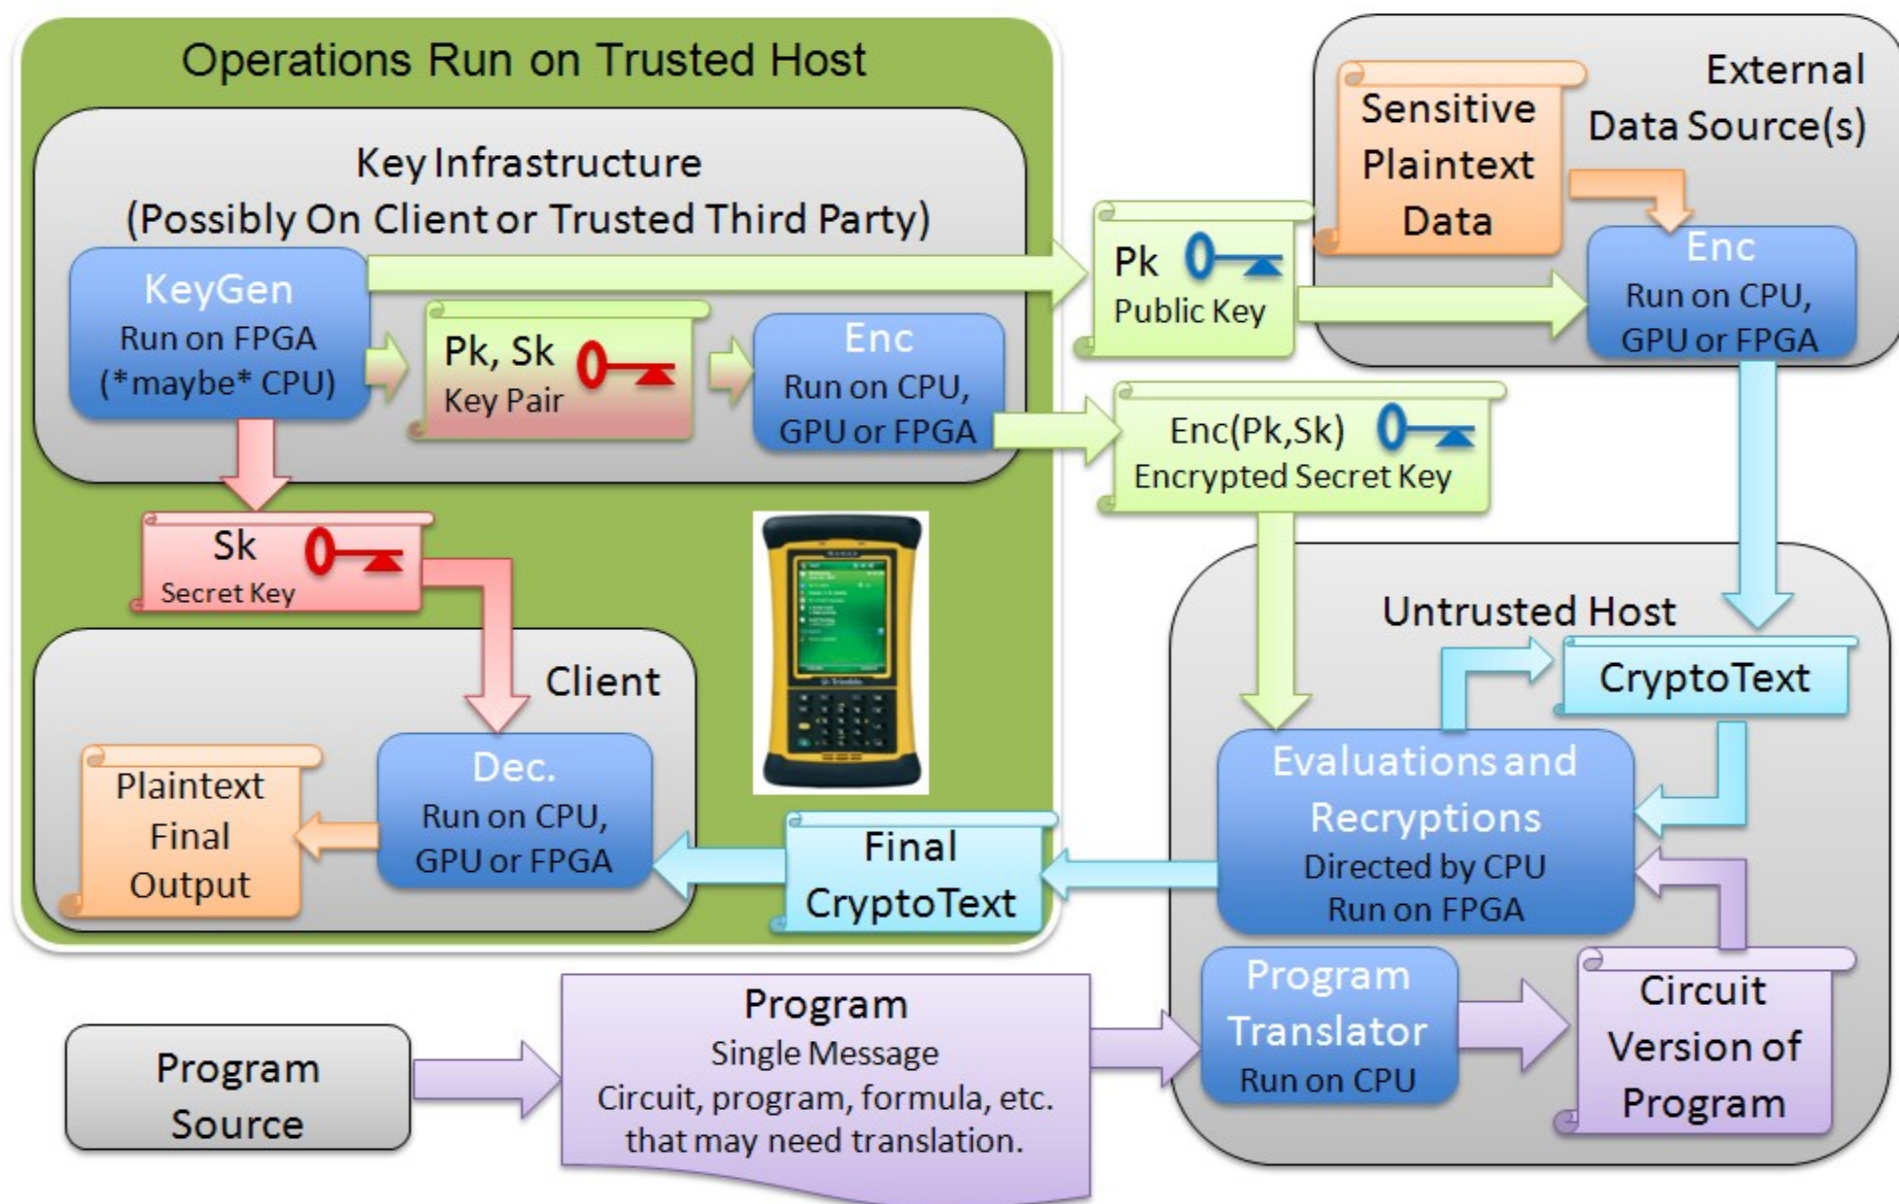 Operations Run on Trusted Host
Key Infrastructure
(Possibly On Client or Trusted Third Party)
KeyGen
Run on FPGA
(*maybe* CPU)
Pk, Sk
Key Pair
Enc
Run on CPU,
GPU or FPGA
Sk
Secret Key
Client
Dec.
Run on CPU,
GPU or FPGA
Plaintext
Final
Output
Final
CryptoText
Pk
Public Key
Enc(Pk,Sk)
Encrypted Secret Key
External
Data Source(s)
Sensitive
Plaintext
Data
Enc
Run on CPU,
GPU or FPGA
Untrusted Host
CryptoText
Evaluations and
Recryptions
Directed by CPU
Run on FPGA
Program
Source
Program
Single Message
Circuit, program, formula, etc.
that may need translation.
Program
Translator
Run on CPU
Circuit
Version of
Program
Trimble